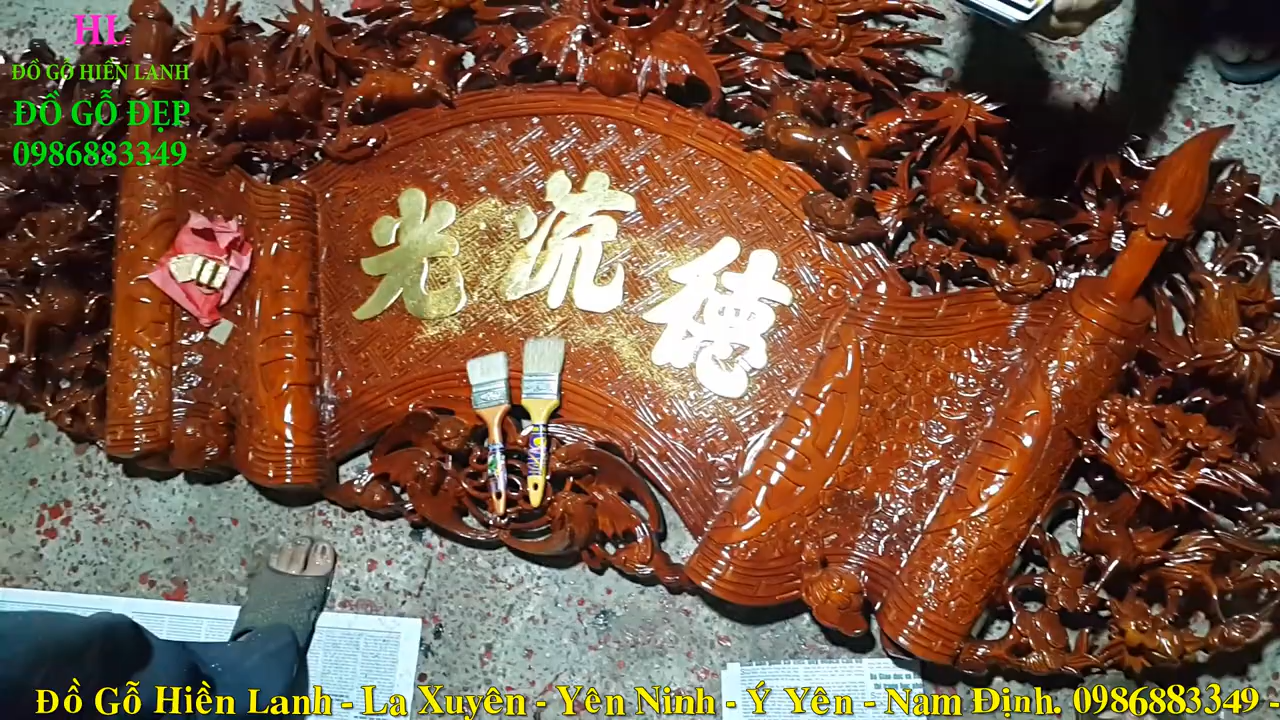 HL
ĐỒ GỖ HIỀN LANH
ĐỒ GỖ ĐẸP
0986883349
光流德
Đồ Gỗ Hiền Lanh - La Xuyên - Yên Ninh - Ý Yên - Nam Định. 0986883349 -